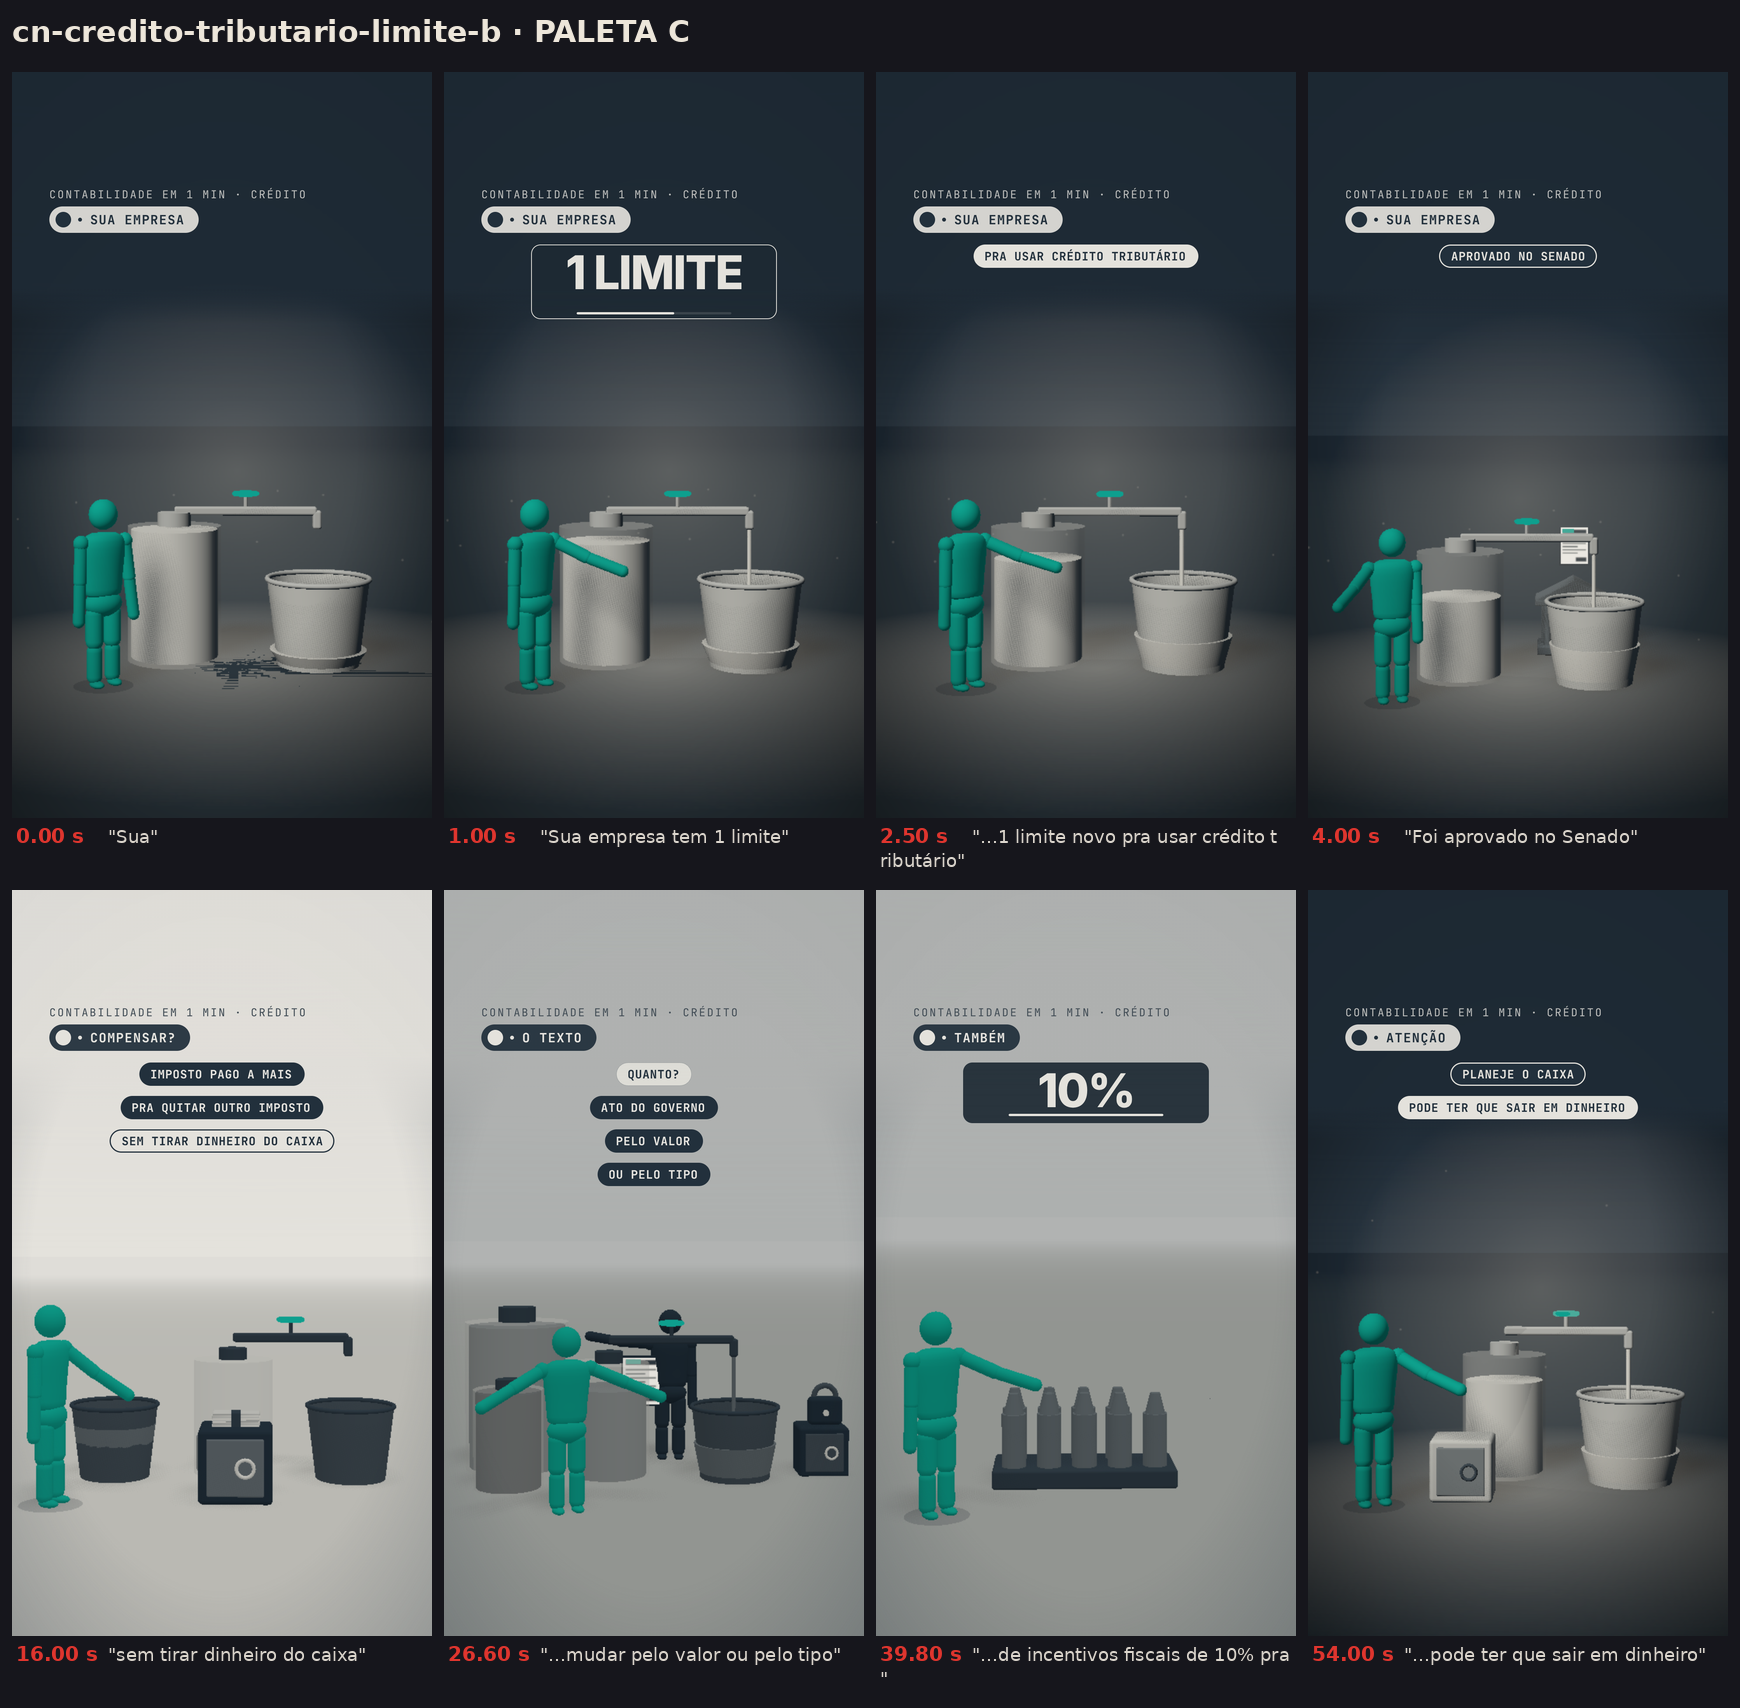 cn-credito-tributario-limite-b · PALETA C
CONTABILIDADE EM 1 MIN · CRÉDITO
• SUA EMPRESA
0.00 s "Sua"
CONTABILIDADE EM 1 MIN · CRÉDITO
• SUA EMPRESA
1 LIMITE
1.00 s "Sua empresa tem 1 limite"
CONTABILIDADE EM 1 MIN · CRÉDITO
• SUA EMPRESA
PRA USAR CRÉDITO TRIBUTÁRIO
2.50 s "...1 limite novo pra usar crédito t
ributário"
CONTABILIDADE EM 1 MIN · CRÉDITO
• SUA EMPRESA
APROVADO NO SENADO
4.00 s "Foi aprovado no Senado"
CONTABILIDADE EM 1 MIN · CRÉDITO
• COMPENSAR?
IMPOSTO PAGO A MAIS
PRA QUITAR OUTRO IMPOSTO
SEM TIRAR DINHEIRO DO CAIXA
16.00 s "sem tirar dinheiro do caixa"
CONTABILIDADE EM 1 MIN · CRÉDITO
• O TEXTO
QUANTO?
ATO DO GOVERNO
PELO VALOR
OU PELO TIPO
26.60 s "...mudar pelo valor ou pelo tipo"
CONTABILIDADE EM 1 MIN · CRÉDITO
• TAMBÉM
10%
39.80 s "...de incentivos fiscais de 10% pra
"
CONTABILIDADE EM 1 MIN · CRÉDITO
• ATENÇÃO
PLANEJE O CAIXA
PODE TER QUE SAIR EM DINHEIRO
54.00 s "...pode ter que sair em dinheiro"